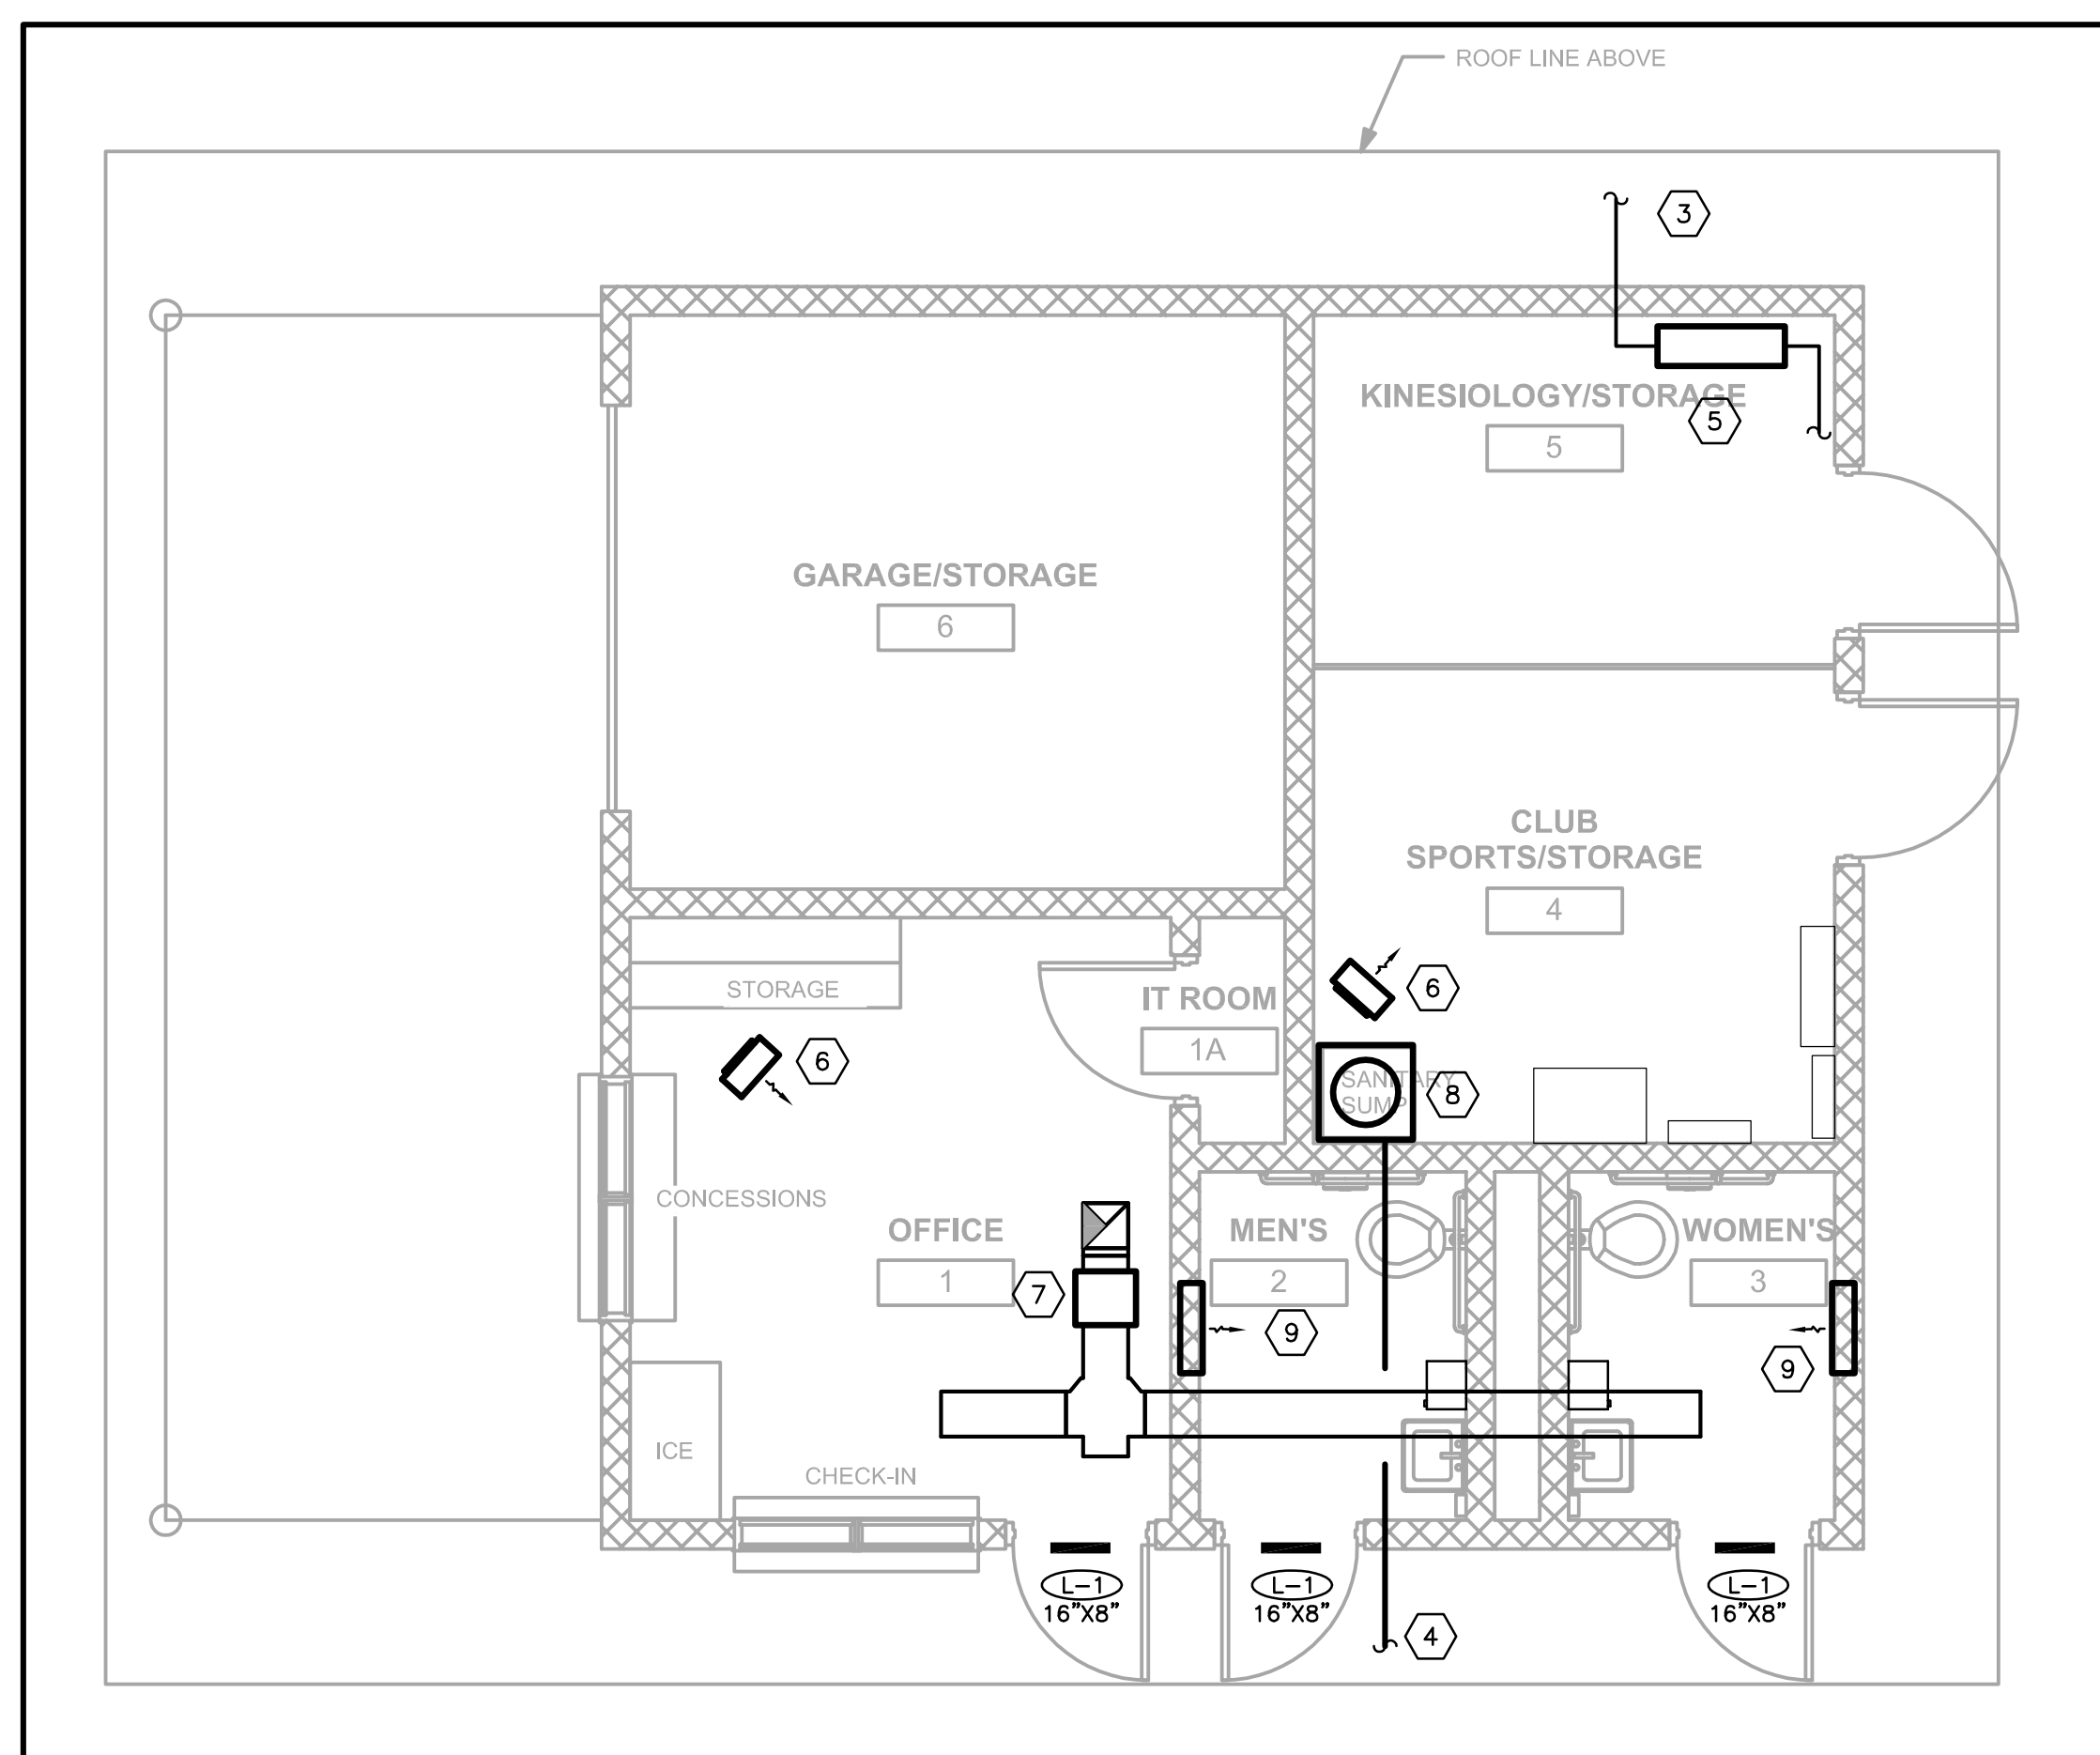 ROOF LINE ABOVE
3
KINESIOLOGY/STORAGE
5
5
GARAGE/STORAGE
6
CLUB
SPORTS/STORAGE
4
STORAGE
IT ROOM
1A
6
6
SANITARY
SUMP
8
CONCESSIONS
OFFICE
1
7
MEN'S
2
9
WOMEN'S
3
9
ICE
CHECK-IN
L-1
16"X8"
L-1
16"X8"
L-1
16"X8"
4